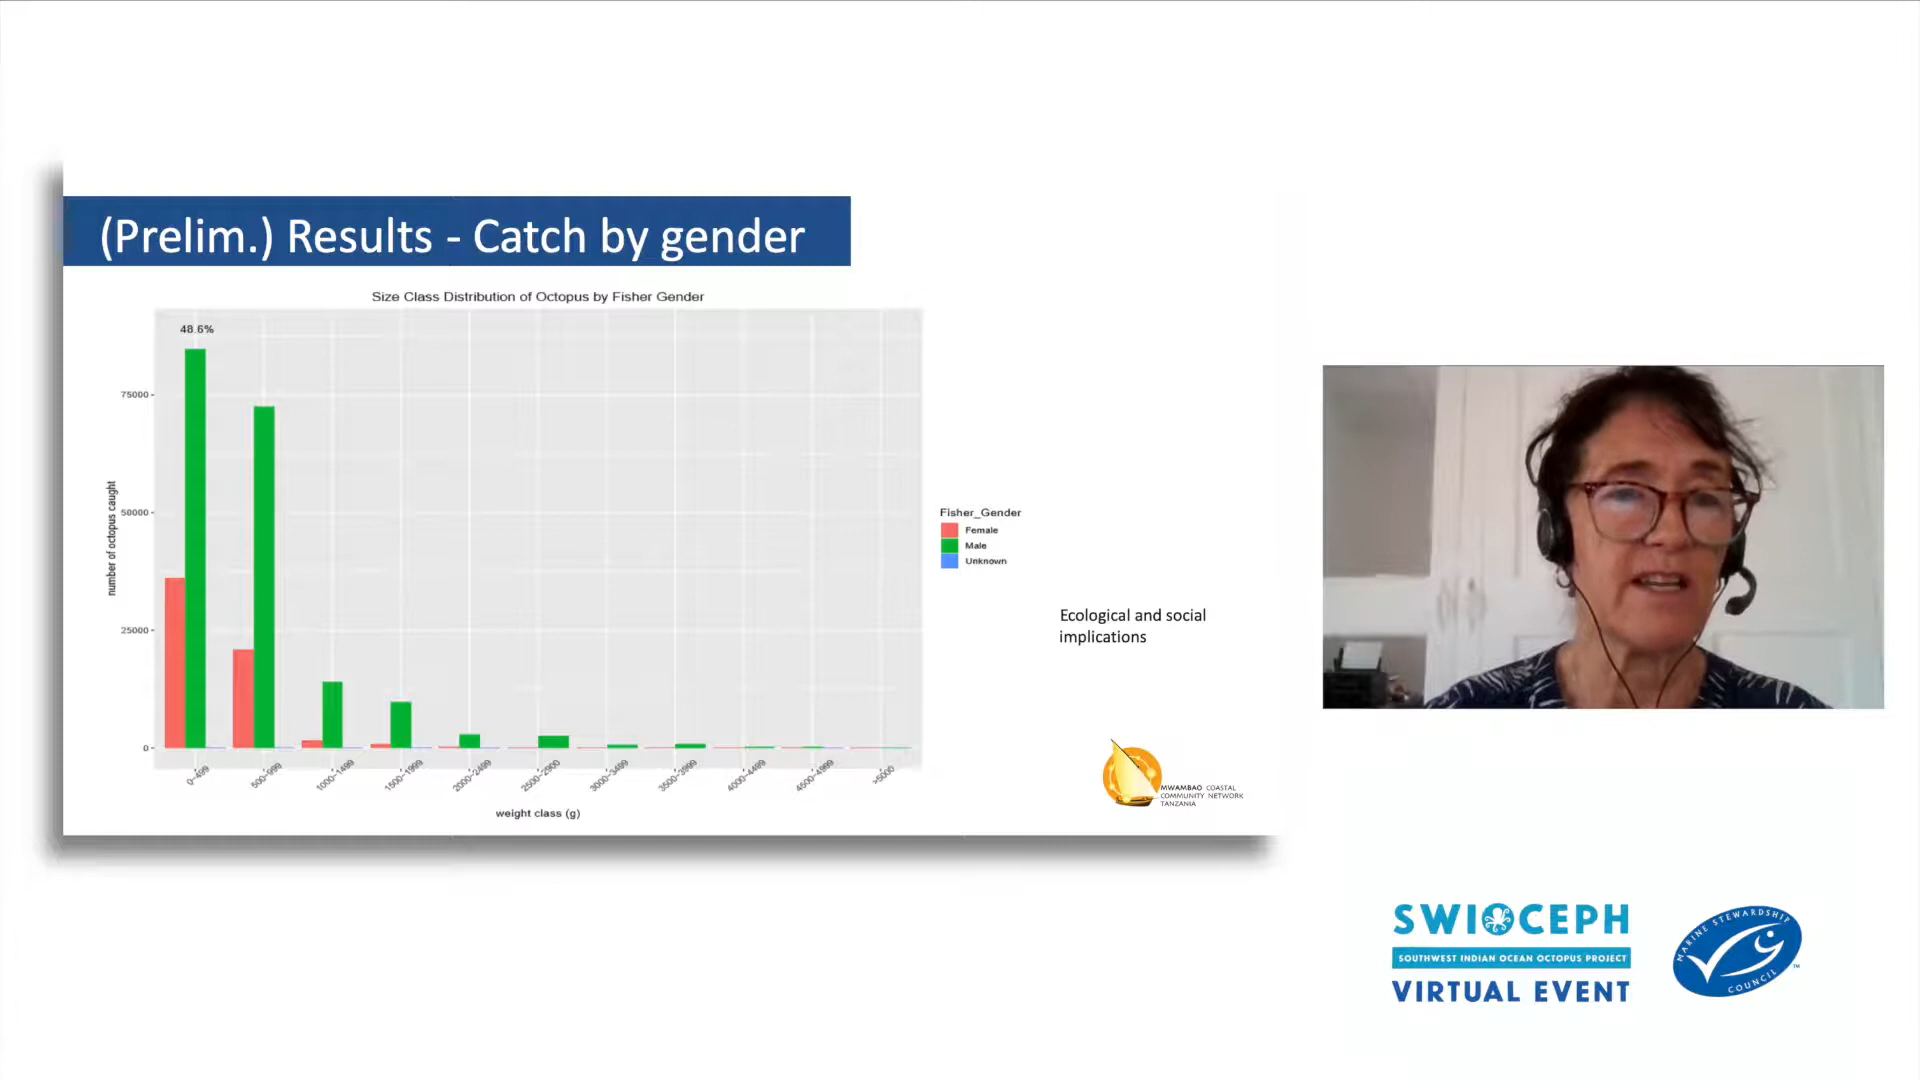 (Prelim.) Results - Catch by gender
Size Class Distribution of Octopus by Fisher Gender
48.6%
75000
50000
25000
0
number of octopus caught
0-499
500-999
1000-1499
1500-1999
2000-2499
2500-2900
3000-3499
3500-3999
4000-4499
4500-4999
>5000
weight class (g)
Fisher_Gender
Female
Male
Unknown
Ecological and social
implications
MWAMBAO COASTAL
COMMUNITY NETWORK
TANZANIA
SWIOCEPH
SOUTHWEST INDIAN OCEAN OCTOPUS PROJECT
VIRTUAL EVENT
MARINE STEWARDSHIP
COUNCIL
TM